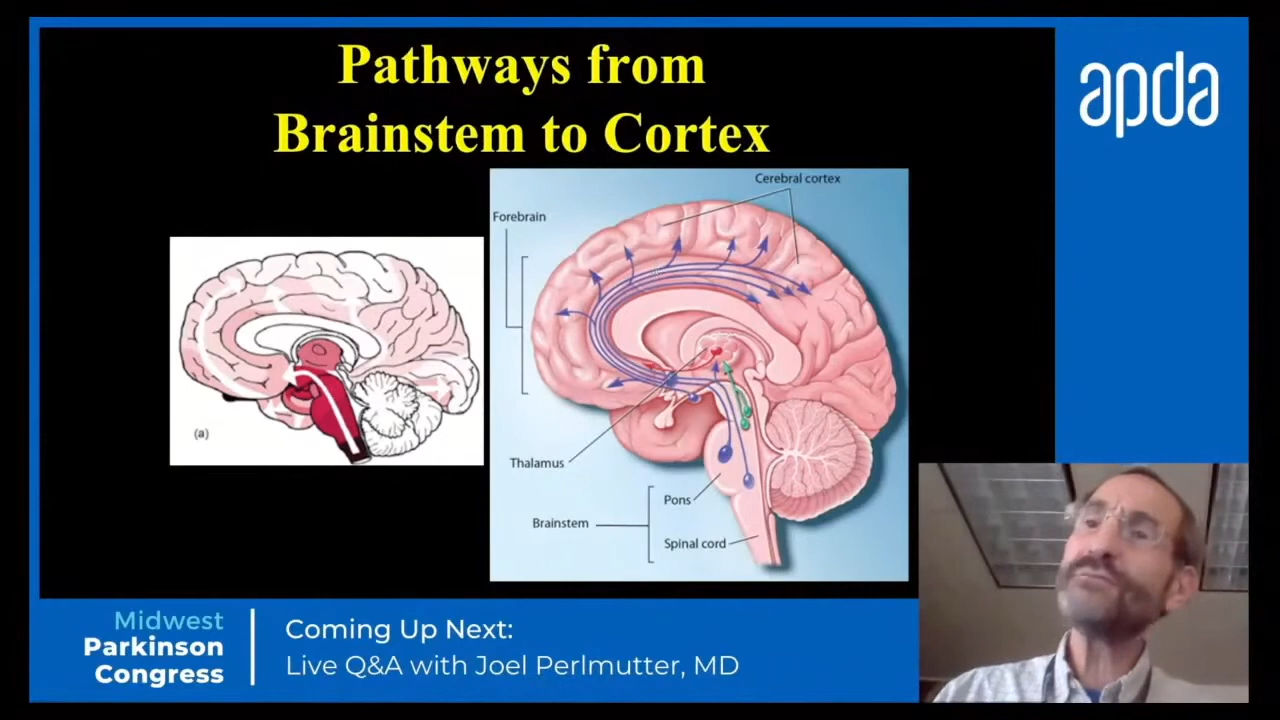 Pathways from
Brainstem to Cortex
apda
Cerebral cortex
Forebrain
(a)
Thalamus
Pons
Brainstem
Spinal cord
Midwest
Parkinson
Congress
Coming Up Next:
Live Q&A with Joel Perlmutter, MD